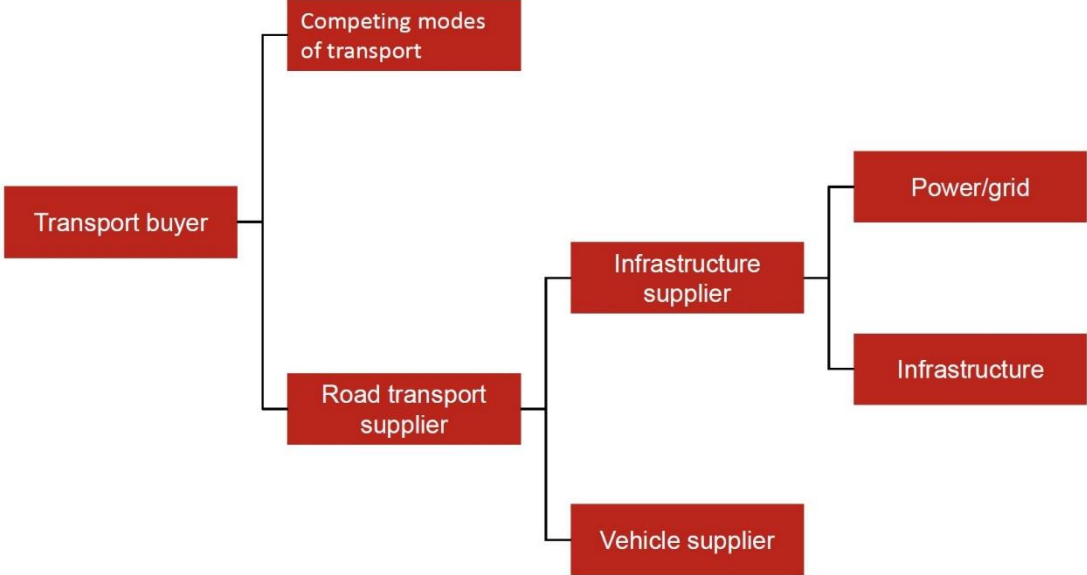 Competing modes
of transport
Transport buyer
Power/grid
Infrastructure
supplier
Infrastructure
Road transport
supplier
Vehicle supplier